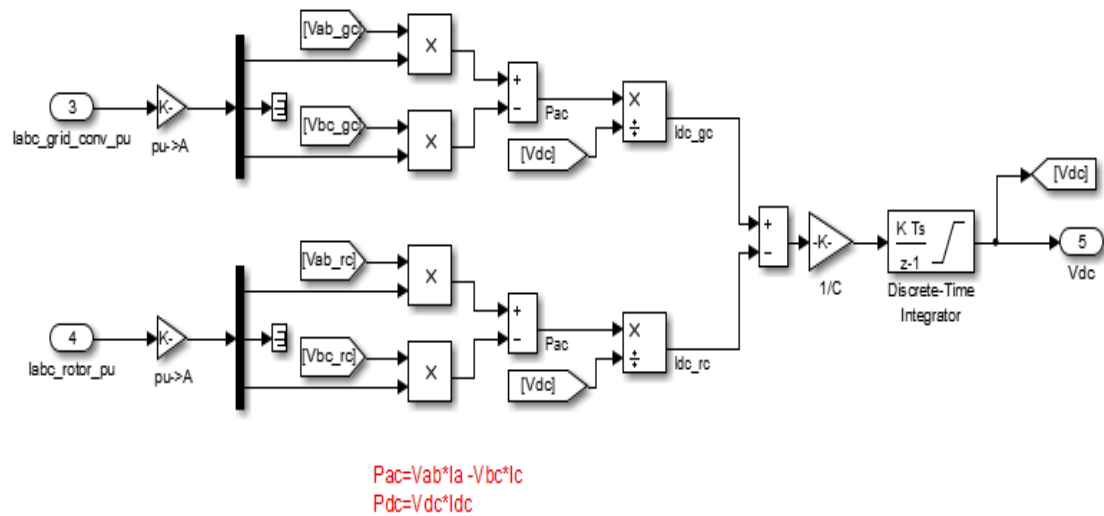 [Vab_gc]
X
3
Iabc_grid_conv_pu
K-
pu->A
[Vbc_gc]
X
+
−
Pac
[Vdc]
X
÷
Idc_gc
[Vdc]
+
−
-K-
1/C
K Ts
z-1
Discrete-Time
Integrator
5
Vdc
[Vab_rc]
X
4
Iabc_rotor_pu
K-
pu->A
[Vbc_rc]
X
+
−
Pac
[Vdc]
X
÷
Idc_rc
Pac=Vab*Ia -Vbc*Ic
Pdc=Vdc*Idc